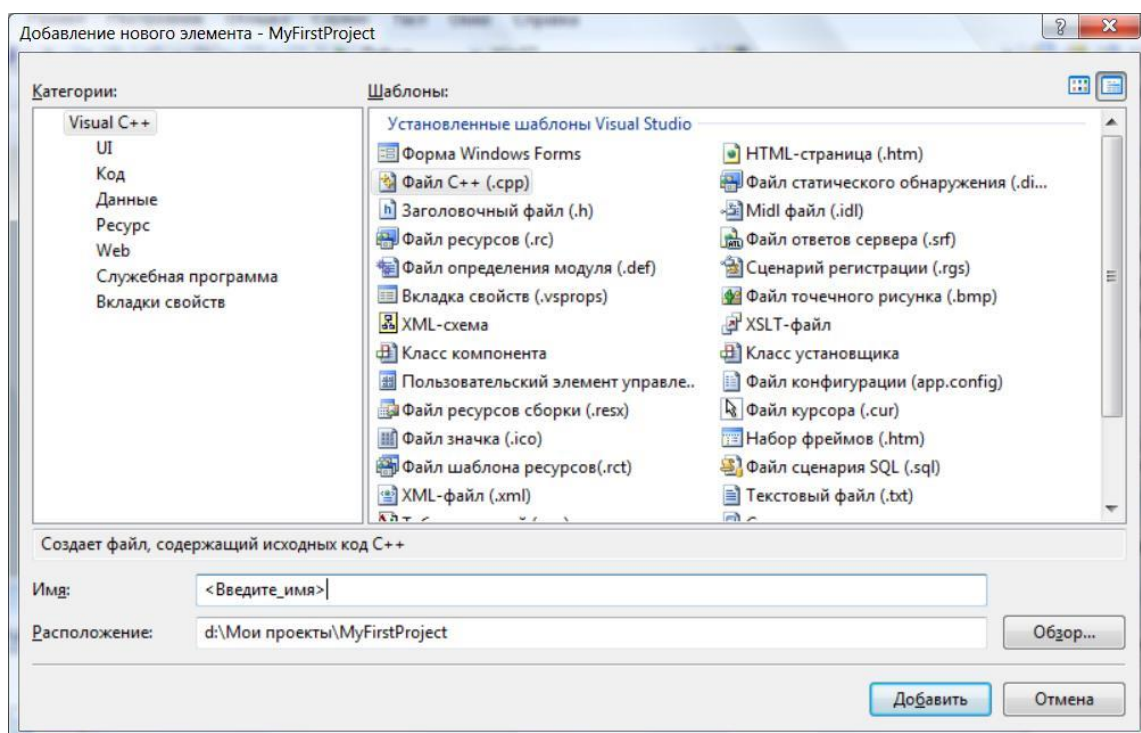 Добавление нового элемента - MyFirstProject
Категории:
Шаблоны:
Visual C++
UI
Код
Данные
Ресурс
Web
Служебная программа
Вкладки свойств
Установленные шаблоны Visual Studio
Форма Windows Forms
HTML-страница (.htm)
Файл C++ (.cpp)
Файл статического обнаружения (.di...
Заголовочный файл (.h)
Midl файл (.idl)
Файл ресурсов (.rc)
Файл ответов сервера (.srf)
Файл определения модуля (.def)
Сценарий регистрации (.rgs)
Вкладка свойств (.vsprops)
Файл точечного рисунка (.bmp)
XML-схема
XSLT-файл
Класс компонента
Класс установщика
Пользовательский элемент управле..
Файл конфигурации (app.config)
Файл ресурсов сборки (.resx)
Файл курсора (.cur)
Файл значка (.ico)
Набор фреймов (.htm)
Файл шаблона ресурсов(.rct)
Файл сценария SQL (.sql)
XML-файл (.xml)
Текстовый файл (.txt)
Создает файл, содержащий исходных код C++
Имя:
<Введите_имя>
Расположение:
d:\Мои проекты\MyFirstProject
Обзор...
Добавить
Отмена